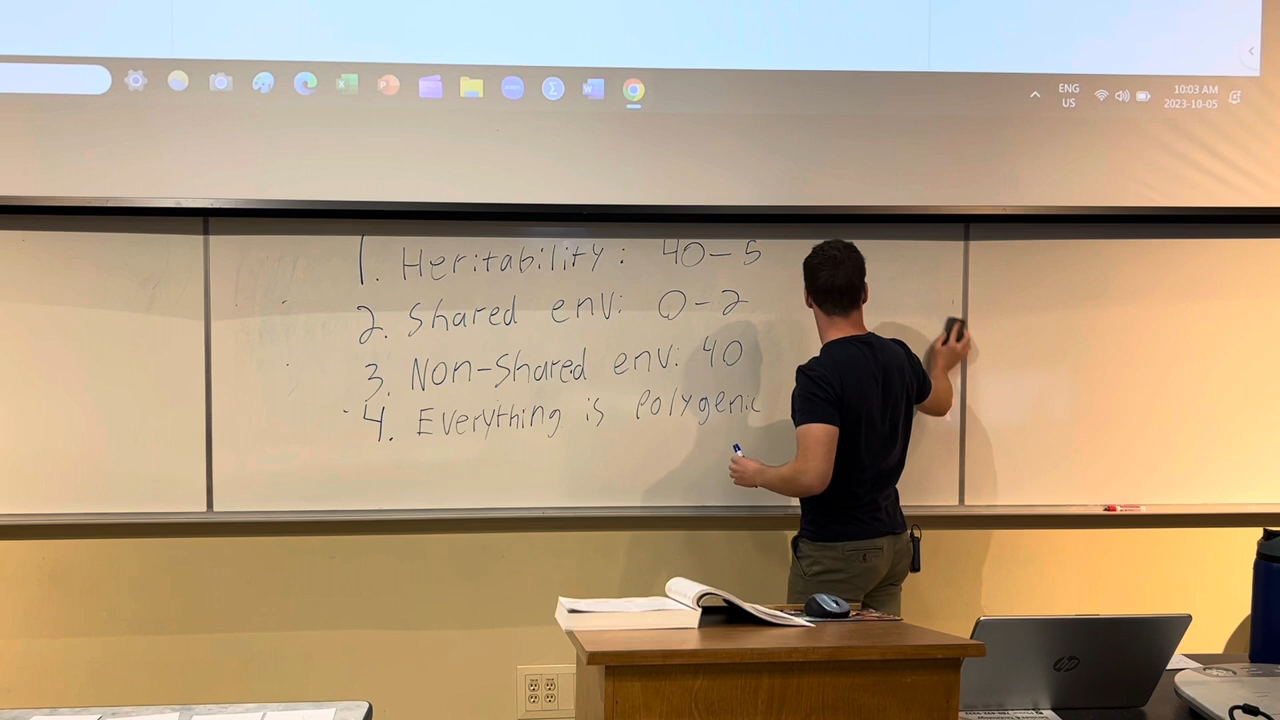 ENG
US
10:03 AM
2023-10-05
1. Heritability: 40-5
2. Shared env: 0-2
3. Non-Shared env: 40
4. Everything is polygenic
hp